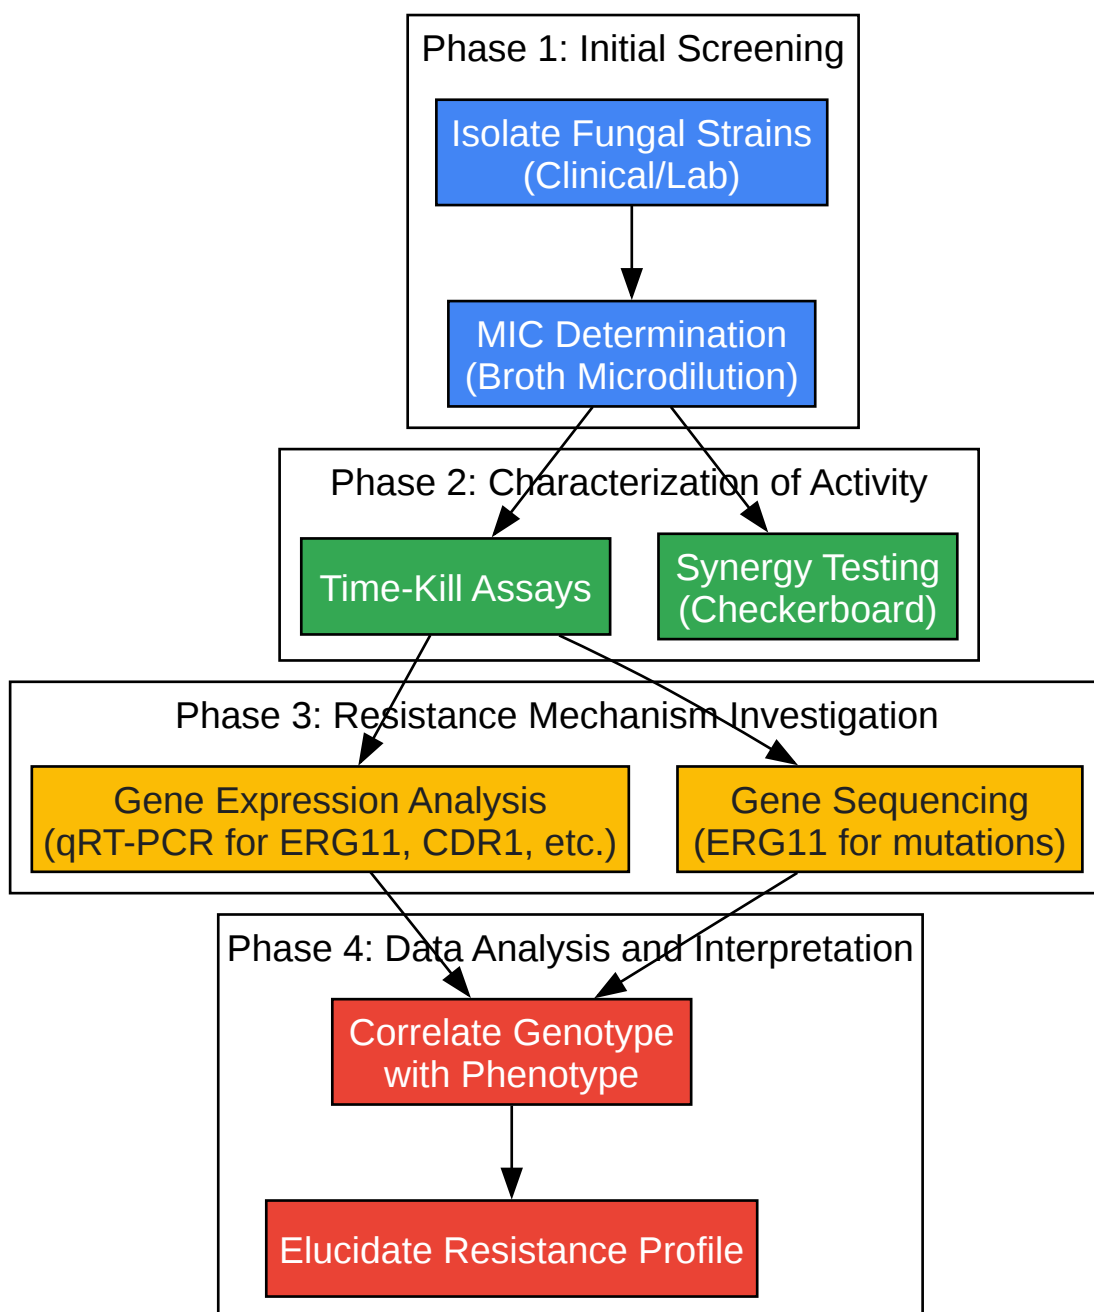 Phase 1: Initial Screening
Isolate Fungal Strains
(Clinical/Lab)
MIC Determination
(Broth Microdilution)
Phase 2: Characterization of Activity
Time-Kill Assays
Synergy Testing
(Checkerboard)
Phase 3: Resistance Mechanism Investigation
Gene Expression Analysis
(qRT-PCR for ERG11, CDR1, etc.)
Gene Sequencing
(ERG11 for mutations)
Phase 4: Data Analysis and Interpretation
Correlate Genotype
with Phenotype
Elucidate Resistance Profile